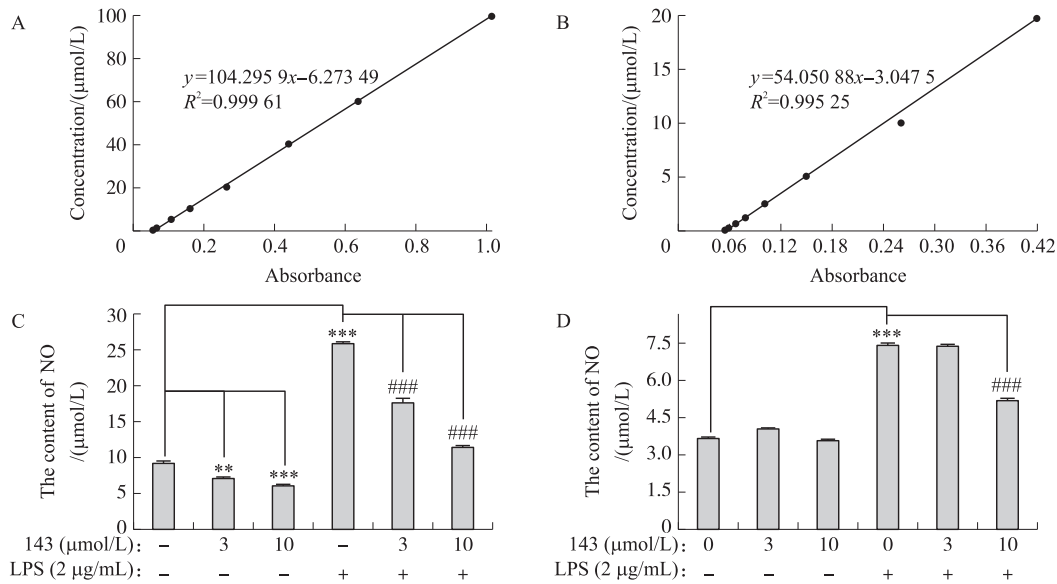 A
Concentration/(μmol/L)
100
80
60
40
20
0
0.2
0.4
0.6
0.8
1.0
Absorbance
y=104.295 9x−6.273 49
R²=0.999 61
B
Concentration/(μmol/L)
20
15
10
5
0
0.06
0.12
0.18
0.24
0.30
0.36
0.42
Absorbance
y=54.050 88x−3.047 5
R²=0.995 25
C
The content of NO
/(μmol/L)
30
25
20
15
10
5
0
**
***
***
###
###
143 (μmol/L): − 3 10 − 3 10
LPS (2 μg/mL): − − − + + +
D
The content of NO
/(μmol/L)
7.5
6.0
4.5
3.0
1.5
0
***
###
143 (μmol/L): 0 3 10 0 3 10
LPS (2 μg/mL): − − − + + +